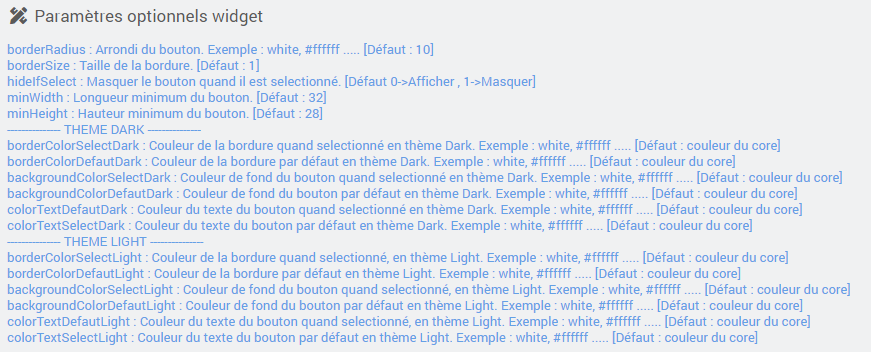 Paramètres optionnels widget
borderRadius : Arrondi du bouton. Exemple : white, #ffffff ..... [Défaut : 10]
borderSize : Taille de la bordure. [Défaut : 1]
hideIfSelect : Masquer le bouton quand il est selectionné. [Défaut 0->Afficher , 1->Masquer]
minWidth : Longueur minimum du bouton. [Défaut : 32]
minHeight : Hauteur minimum du bouton. [Défaut : 28]
--------------- THEME DARK ---------------
borderColorSelectDark : Couleur de la bordure quand selectionné en thème Dark. Exemple : white, #ffffff ..... [Défaut : couleur du core]
borderColorDefautDark : Couleur de la bordure par défaut en thème Dark. Exemple : white, #ffffff ..... [Défaut : couleur du core]
backgroundColorSelectDark : Couleur de fond du bouton quand selectionné en thème Dark. Exemple : white, #ffffff ..... [Défaut : couleur du core]
backgroundColorDefautDark : Couleur de fond du bouton par défaut en thème Dark. Exemple : white, #ffffff ..... [Défaut : couleur du core]
colorTextDefautDark : Couleur du texte du bouton quand selectionné en thème Dark. Exemple : white, #ffffff ..... [Défaut : couleur du core]
colorTextSelectDark : Couleur du texte du bouton par défaut en thème Dark. Exemple : white, #ffffff ..... [Défaut : couleur du core]
--------------- THEME LIGHT ---------------
borderColorSelectLight : Couleur de la bordure quand selectionné, en thème Light. Exemple : white, #ffffff ..... [Défaut : couleur du core]
borderColorDefautLight : Couleur de la bordure par défaut en thème Light. Exemple : white, #ffffff ..... [Défaut : couleur du core]
backgroundColorSelectLight : Couleur de fond du bouton quand selectionné, en thème Light. Exemple : white, #ffffff ..... [Défaut : couleur du core]
backgroundColorDefautLight : Couleur de fond du bouton par défaut en thème Light. Exemple : white, #ffffff ..... [Défaut : couleur du core]
colorTextDefautLight : Couleur du texte du bouton quand selectionné, en thème Light. Exemple : white, #ffffff ..... [Défaut : couleur du core]
colorTextSelectLight : Couleur du texte du bouton par défaut en thème Light. Exemple : white, #ffffff ..... [Défaut : couleur du core]